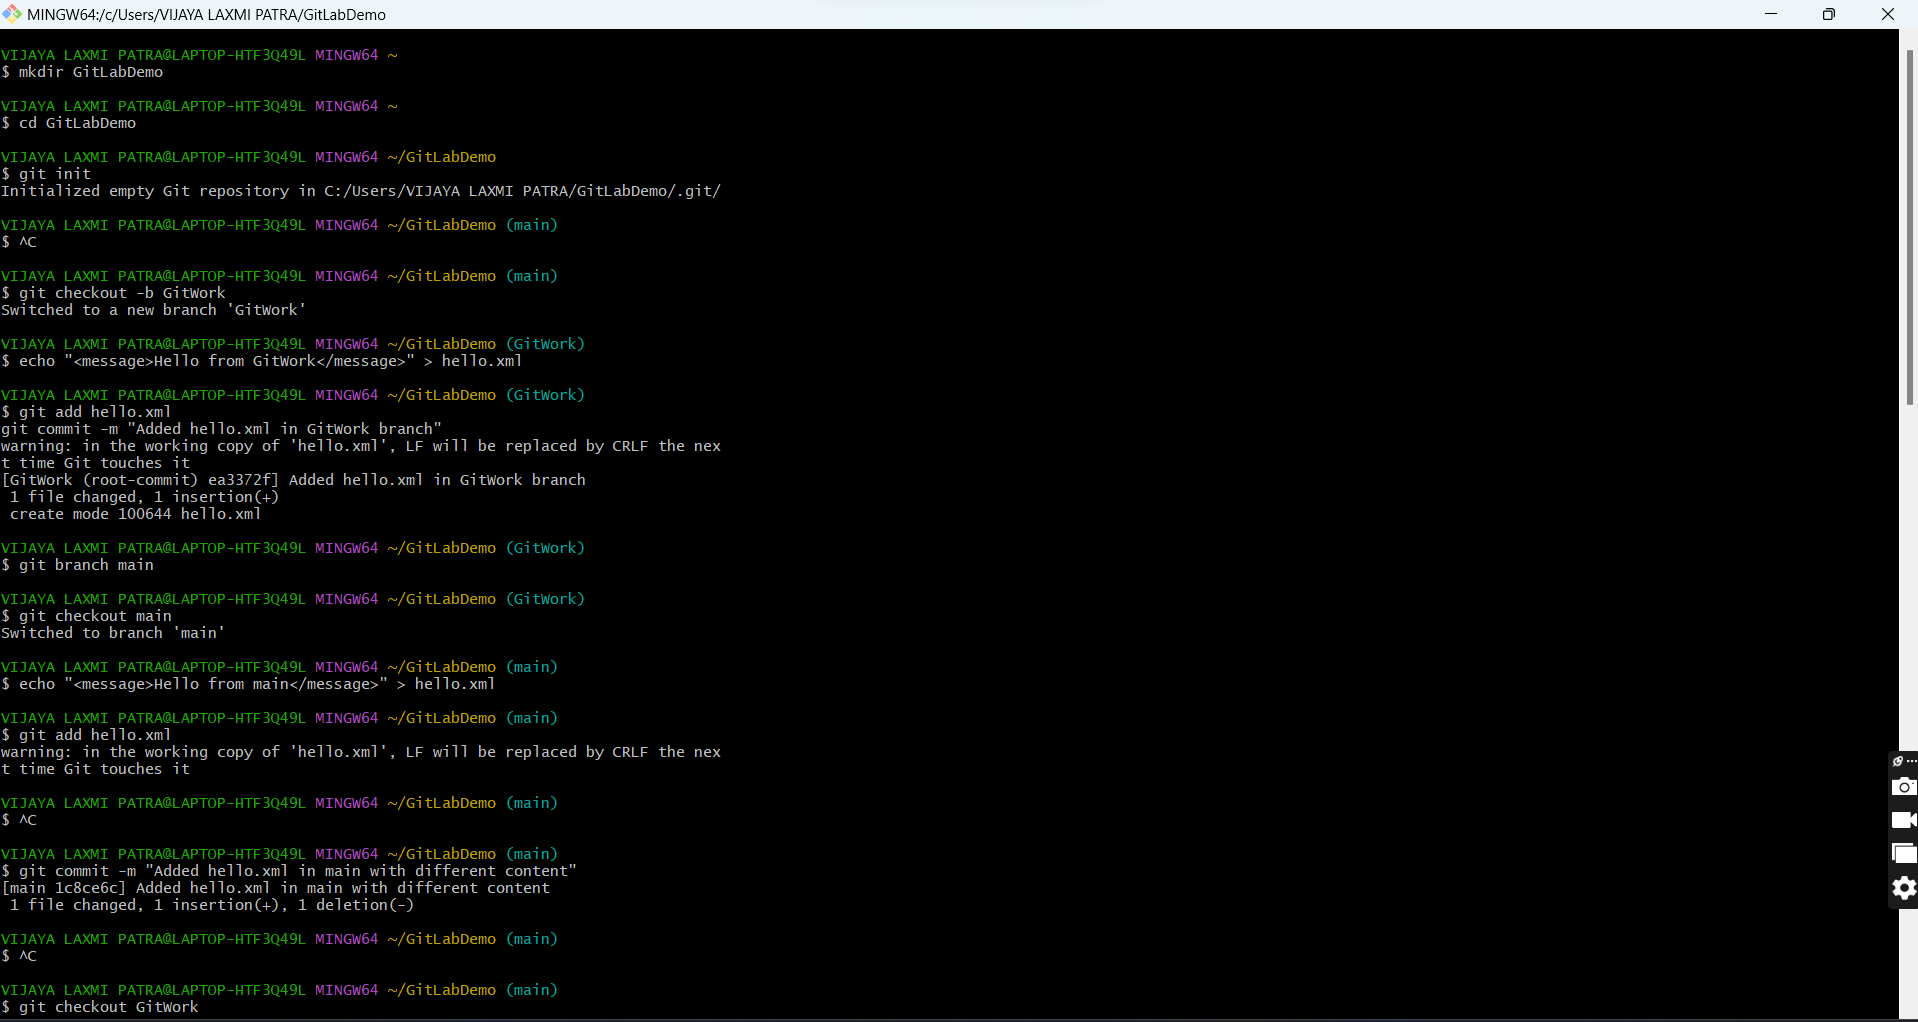 MINGW64:/c/Users/VIJAYA LAXMI PATRA/GitLabDemo
VIJAYA LAXMI PATRA@LAPTOP-HTF3Q49L MINGW64 ~
$ mkdir GitLabDemo
VIJAYA LAXMI PATRA@LAPTOP-HTF3Q49L MINGW64 ~
$ cd GitLabDemo
VIJAYA LAXMI PATRA@LAPTOP-HTF3Q49L MINGW64 ~/GitLabDemo
$ git init
Initialized empty Git repository in C:/Users/VIJAYA LAXMI PATRA/GitLabDemo/.git/
VIJAYA LAXMI PATRA@LAPTOP-HTF3Q49L MINGW64 ~/GitLabDemo (main)
$ ^C
VIJAYA LAXMI PATRA@LAPTOP-HTF3Q49L MINGW64 ~/GitLabDemo (main)
$ git checkout -b GitWork
Switched to a new branch 'GitWork'
VIJAYA LAXMI PATRA@LAPTOP-HTF3Q49L MINGW64 ~/GitLabDemo (GitWork)
$ echo "<message>Hello from GitWork</message>" > hello.xml
VIJAYA LAXMI PATRA@LAPTOP-HTF3Q49L MINGW64 ~/GitLabDemo (GitWork)
$ git add hello.xml
git commit -m "Added hello.xml in GitWork branch"
warning: in the working copy of 'hello.xml', LF will be replaced by CRLF the nex
t time Git touches it
[GitWork (root-commit) ea3372f] Added hello.xml in GitWork branch
 1 file changed, 1 insertion(+)
 create mode 100644 hello.xml
VIJAYA LAXMI PATRA@LAPTOP-HTF3Q49L MINGW64 ~/GitLabDemo (GitWork)
$ git branch main
VIJAYA LAXMI PATRA@LAPTOP-HTF3Q49L MINGW64 ~/GitLabDemo (GitWork)
$ git checkout main
Switched to branch 'main'
VIJAYA LAXMI PATRA@LAPTOP-HTF3Q49L MINGW64 ~/GitLabDemo (main)
$ echo "<message>Hello from main</message>" > hello.xml
VIJAYA LAXMI PATRA@LAPTOP-HTF3Q49L MINGW64 ~/GitLabDemo (main)
$ git add hello.xml
warning: in the working copy of 'hello.xml', LF will be replaced by CRLF the nex
t time Git touches it
VIJAYA LAXMI PATRA@LAPTOP-HTF3Q49L MINGW64 ~/GitLabDemo (main)
$ ^C
VIJAYA LAXMI PATRA@LAPTOP-HTF3Q49L MINGW64 ~/GitLabDemo (main)
$ git commit -m "Added hello.xml in main with different content"
[main 1c8ce6c] Added hello.xml in main with different content
 1 file changed, 1 insertion(+), 1 deletion(-)
VIJAYA LAXMI PATRA@LAPTOP-HTF3Q49L MINGW64 ~/GitLabDemo (main)
$ ^C
VIJAYA LAXMI PATRA@LAPTOP-HTF3Q49L MINGW64 ~/GitLabDemo (main)
$ git checkout GitWork